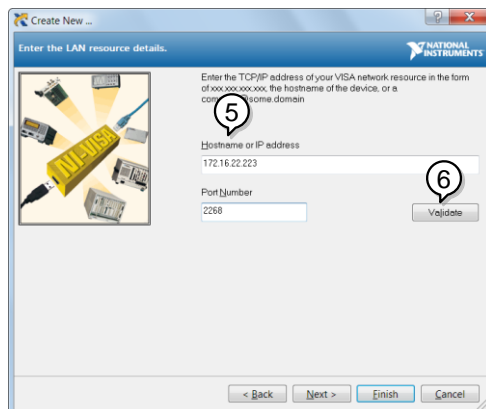 Create New ...
Enter the LAN resource details.
NATIONAL
INSTRUMENTS
Enter the TCP/IP address of your VISA network resource in the form
of xxx.xxx.xxx.xxx, the hostname of the device, or a
@some.domain
5
Hostname or IP address
172.16.22.223
6
Port Number
2268
Validate
NI-VISA
< Back
Next >
Finish
Cancel